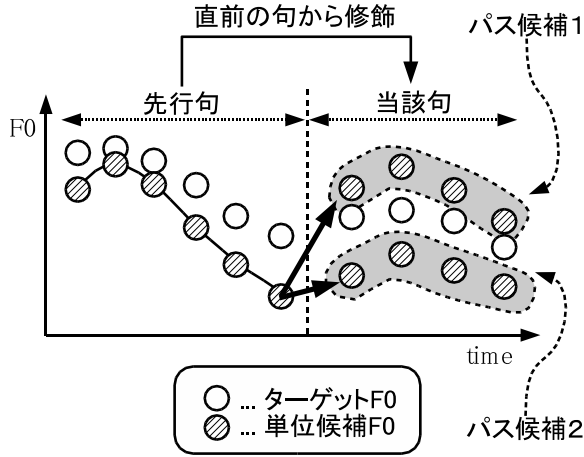 直前の句から修飾
パス候補1
先行句
当該句
F0
time
… ターゲットF0
… 単位候補F0
パス候補2